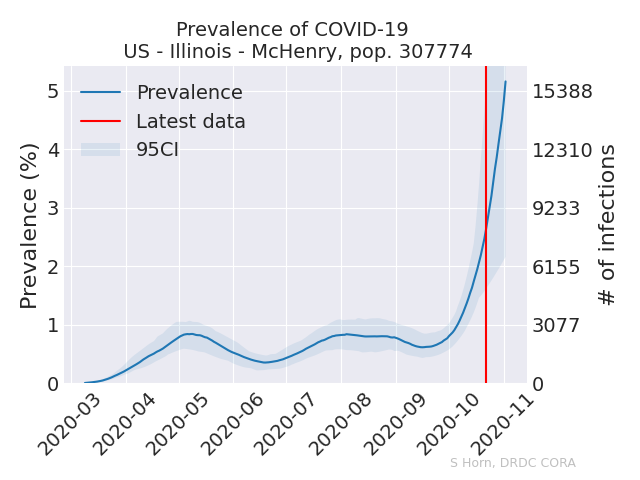 Prevalence of COVID-19
US - Illinois - McHenry, pop. 307774
Prevalence
Latest data
95CI
Prevalence (%)
5
4
3
2
1
0
15388
12310
9233
6155
3077
0
# of infections
2020-03
2020-04
2020-05
2020-06
2020-07
2020-08
2020-09
2020-10
2020-11
S Horn, DRDC CORA